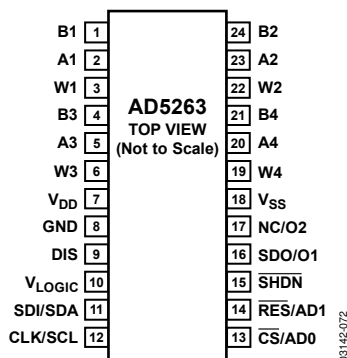 B1 1 24 B2
A1 2 23 A2
W1 3 22 W2
B3 4 21 B4
AD5263
TOP VIEW
(Not to Scale)
A3 5 20 A4
W3 6 19 W4
VDD 7 18 VSS
GND 8 17 NC/O2
DIS 9 16 SDO/O1
VLOGIC 10 15 SHDN
SDI/SDA 11 14 RES/AD1
CLK/SCL 12 13 CS/AD0
03142-072